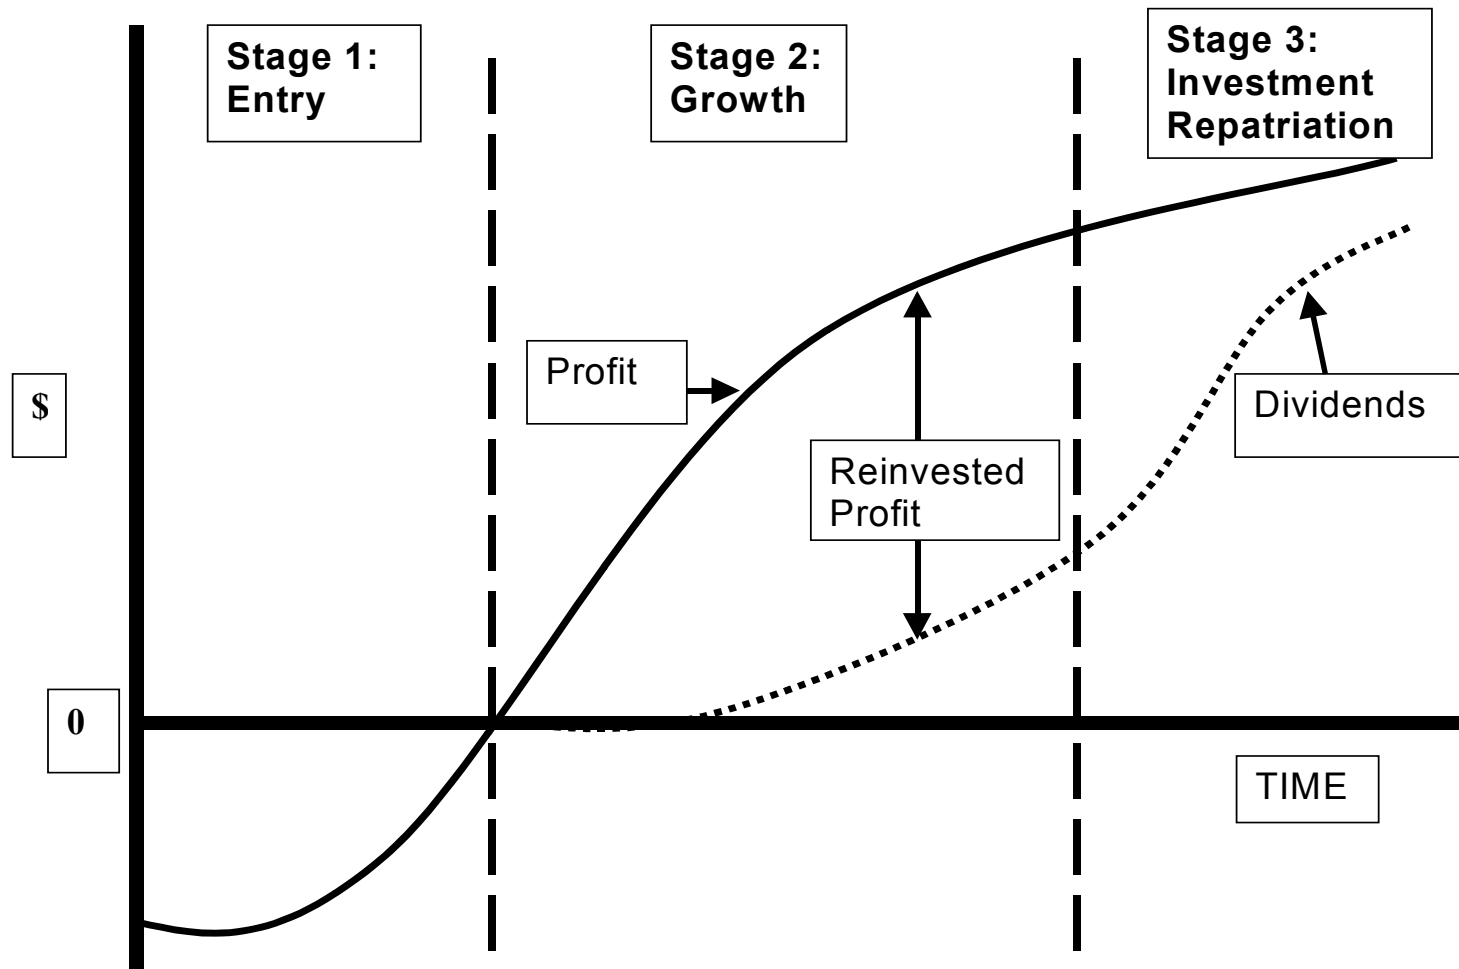 Stage 1:
Entry
Stage 2:
Growth
Stage 3:
Investment
Repatriation
Profit
$
Dividends
Reinvested
Profit
0
TIME